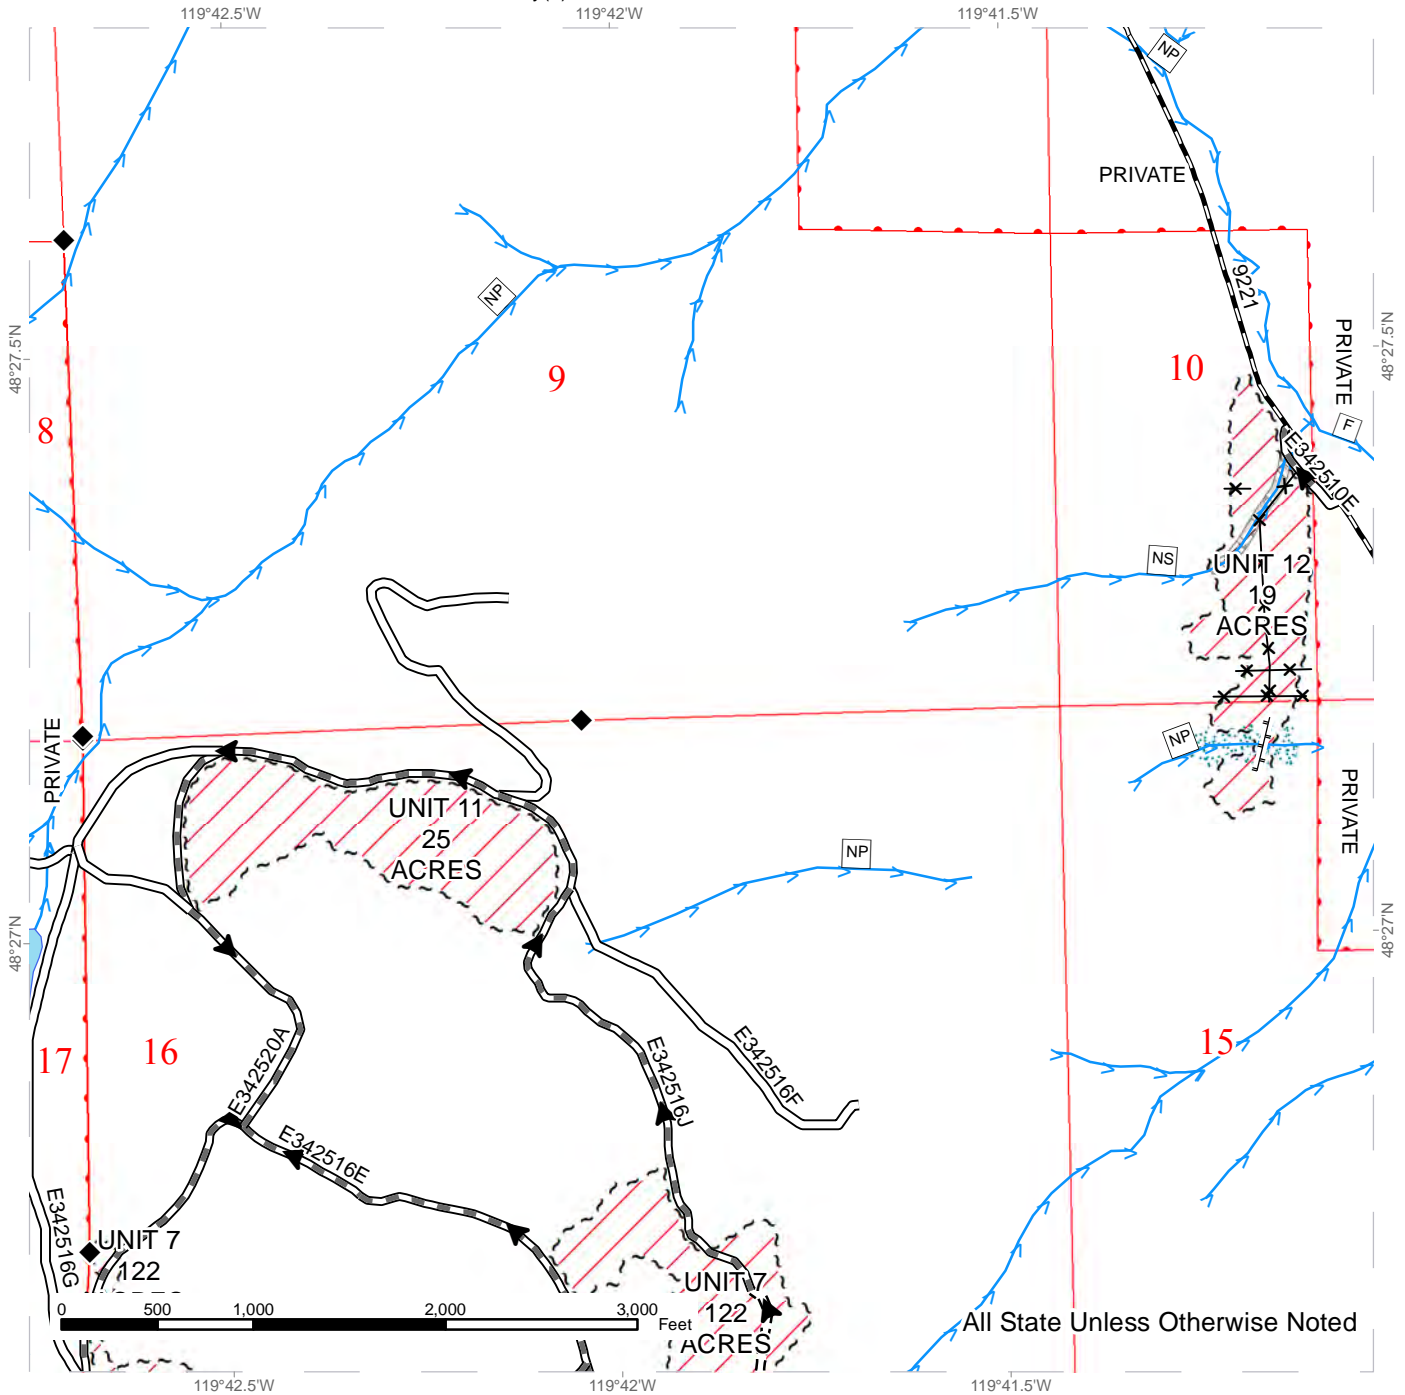 119°42.5'W
119°42'W
119°41.5'W
NP
PRIVATE
9221
NP
48°27.5'N
48°27.5'N
PRIVATE
9
10
8
F
E342510E
NS
UNIT 12
19
ACRES
PRIVATE
NP
PRIVATE
UNIT 11
25
ACRES
NP
48°27'N
48°27'N
17
16
15
E342520A
E342516J
E342516F
E342516E
E342516G
UNIT 7
122
UNIT 7
122
ACRES
0
500
1,000
2,000
3,000
Feet
All State Unless Otherwise Noted
119°42.5'W
119°42'W
119°41.5'W